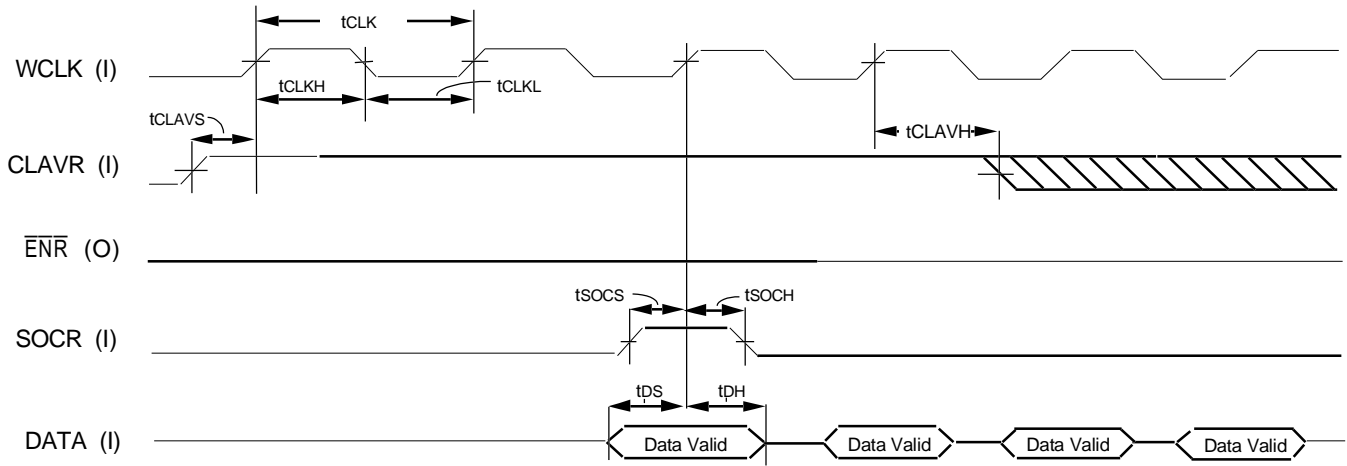 tCLK
WCLK (I)
tCLKH
tCLKL
tCLAVS
tCLAVH
CLAVR (I)
E̅N̅R̅ (O)
tSOCS
tSOCH
SOCR (I)
tDS
tDH
DATA (I)
Data Valid
Data Valid
Data Valid
Data Valid